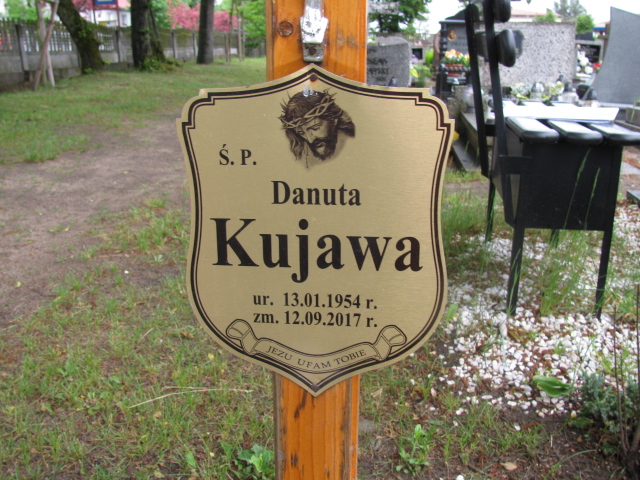 Ś. P.
Danuta
Kujawa
ur. 13.01.1954 r.
zm. 12.09.2017 r.
JEZU UFAM TOBIE